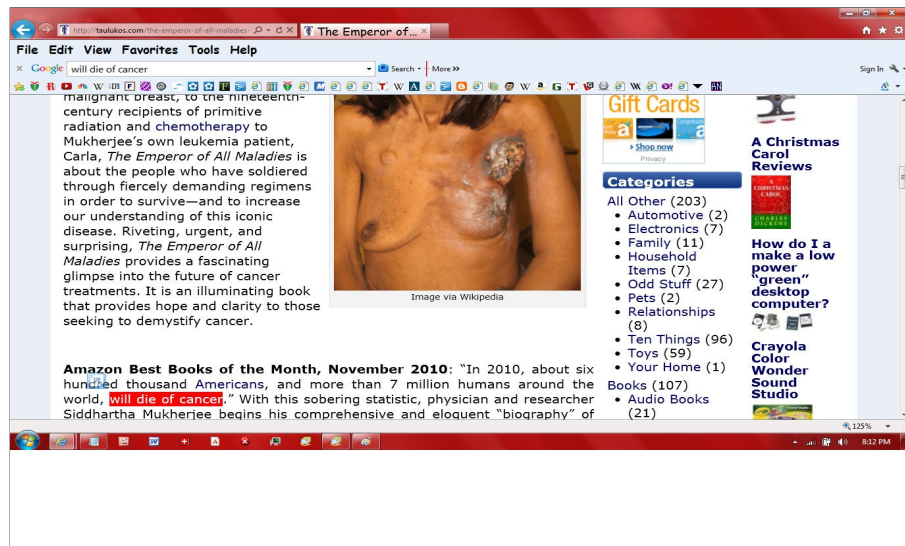 http://taulukos.com/the-emperor-of-all-maladies-
The Emperor of...
File Edit View Favorites Tools Help
Google will die of cancer
Search
More >>
Sign In
malignant breast, to the nineteenth-
century recipients of primitive
radiation and chemotherapy to
Mukherjee's own leukemia patient,
Carla, The Emperor of All Maladies is
about the people who have soldiered
through fiercely demanding regimens
in order to survive—and to increase
our understanding of this iconic
disease. Riveting, urgent, and
surprising, The Emperor of All
Maladies provides a fascinating
glimpse into the future of cancer
treatments. It is an illuminating book
that provides hope and clarity to those
seeking to demystify cancer.
Image via Wikipedia
Amazon Best Books of the Month, November 2010: “In 2010, about six
hundred thousand Americans, and more than 7 million humans around the
world, will die of cancer.” With this sobering statistic, physician and researcher
Siddhartha Mukherjee begins his comprehensive and eloquent “biography” of
Gift Cards
Shop now
Privacy
Categories
All Other (203)
Automotive (2)
Electronics (7)
Family (11)
Household
Items (7)
Odd Stuff (27)
Pets (2)
Relationships
(8)
Ten Things (96)
Toys (59)
Your Home (1)
Books (107)
Audio Books
(21)
A Christmas
Carol
Reviews
A
CHRISTMAS
CAROL
CHARLES
DICKENS
How do I a
make a low
power
“green”
desktop
computer?
Crayola
Color
Wonder
Sound
Studio
125%
8:12 PM